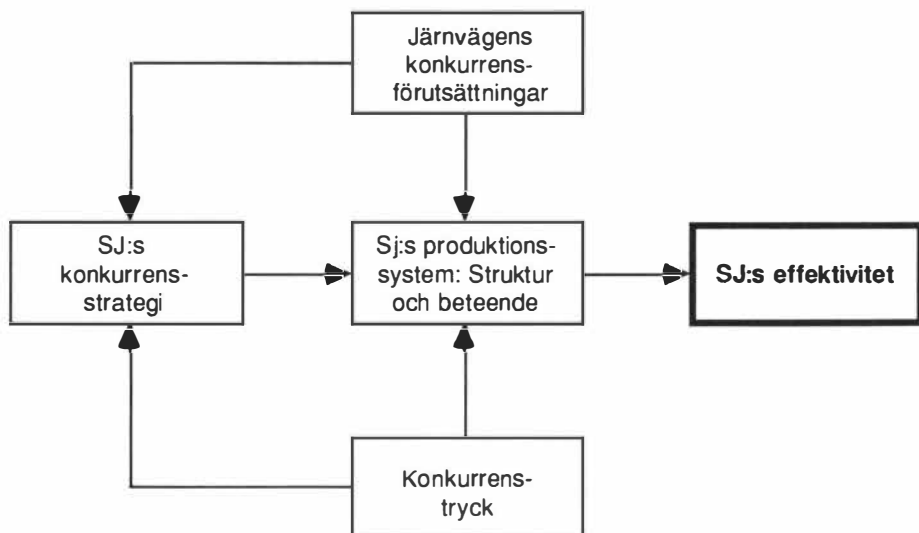 Järnvägens
konkurrens-
förutsättningar
SJ:s
konkurrens-
strategi
Sj:s produktions-
system: Struktur
och beteende
SJ:s effektivitet
Konkurrens-
tryck